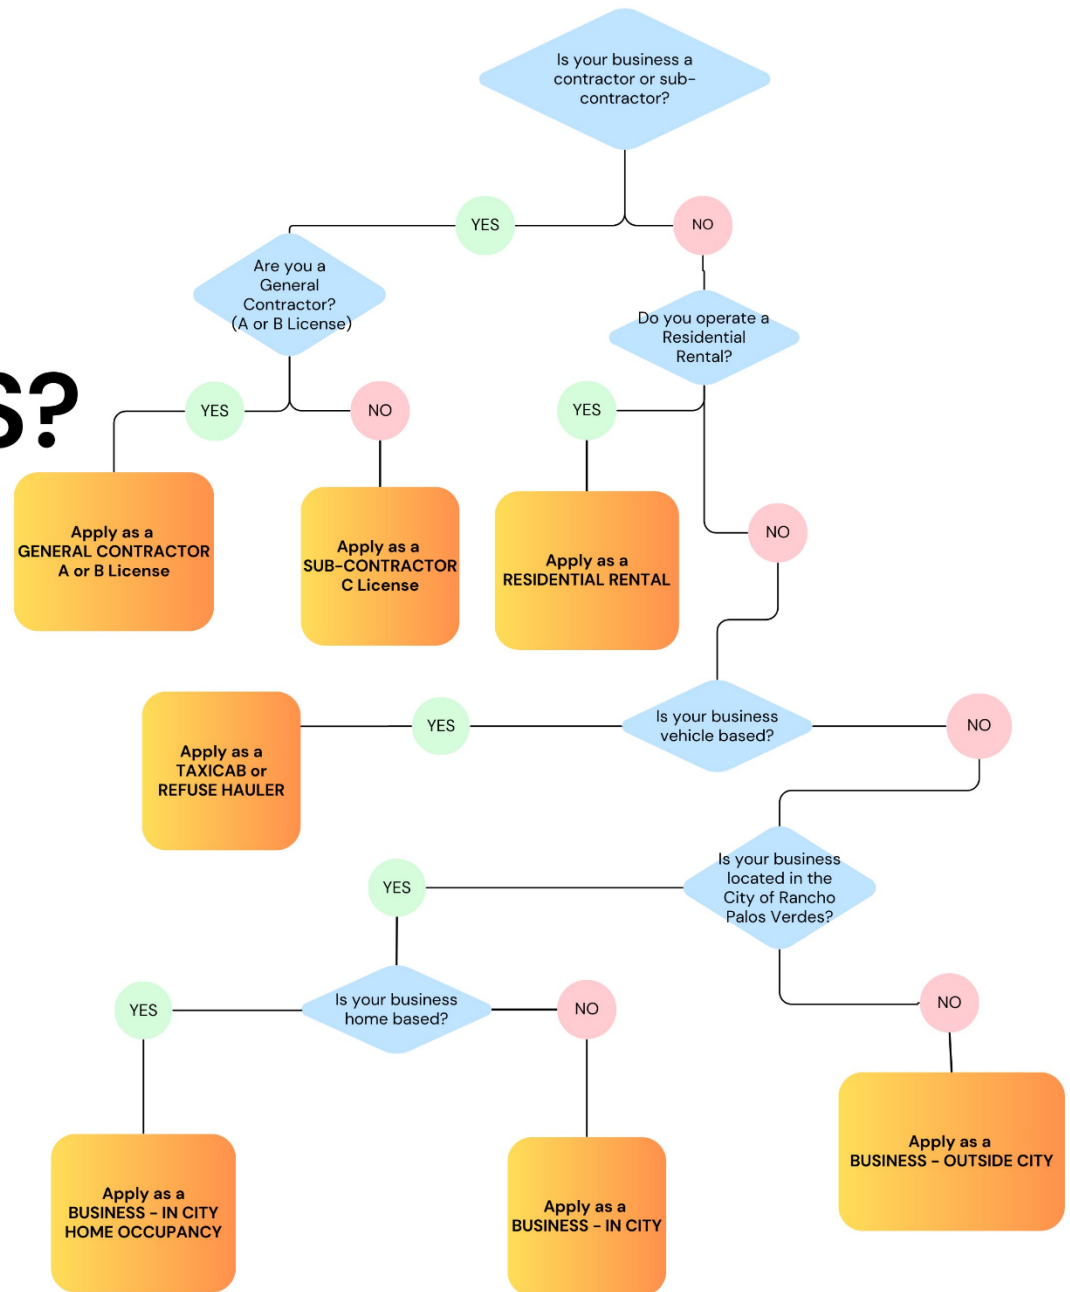 Is your business a
contractor or sub-
contractor?
YES
NO
Are you a
General
Contractor?
(A or B License)
Do you operate a
Residential
Rental?
S?
YES
NO
YES
Apply as a
GENERAL CONTRACTOR
A or B License
Apply as a
SUB-CONTRACTOR
C License
Apply as a
RESIDENTIAL RENTAL
NO
Is your business
vehicle based?
YES
NO
Apply as a
TAXICAB or
REFUSE HAULER
Is your business
located in the
City of Rancho
Palos Verdes?
YES
NO
Is your business
home based?
YES
NO
Apply as a
BUSINESS - IN CITY
HOME OCCUPANCY
Apply as a
BUSINESS - IN CITY
Apply as a
BUSINESS - OUTSIDE CITY